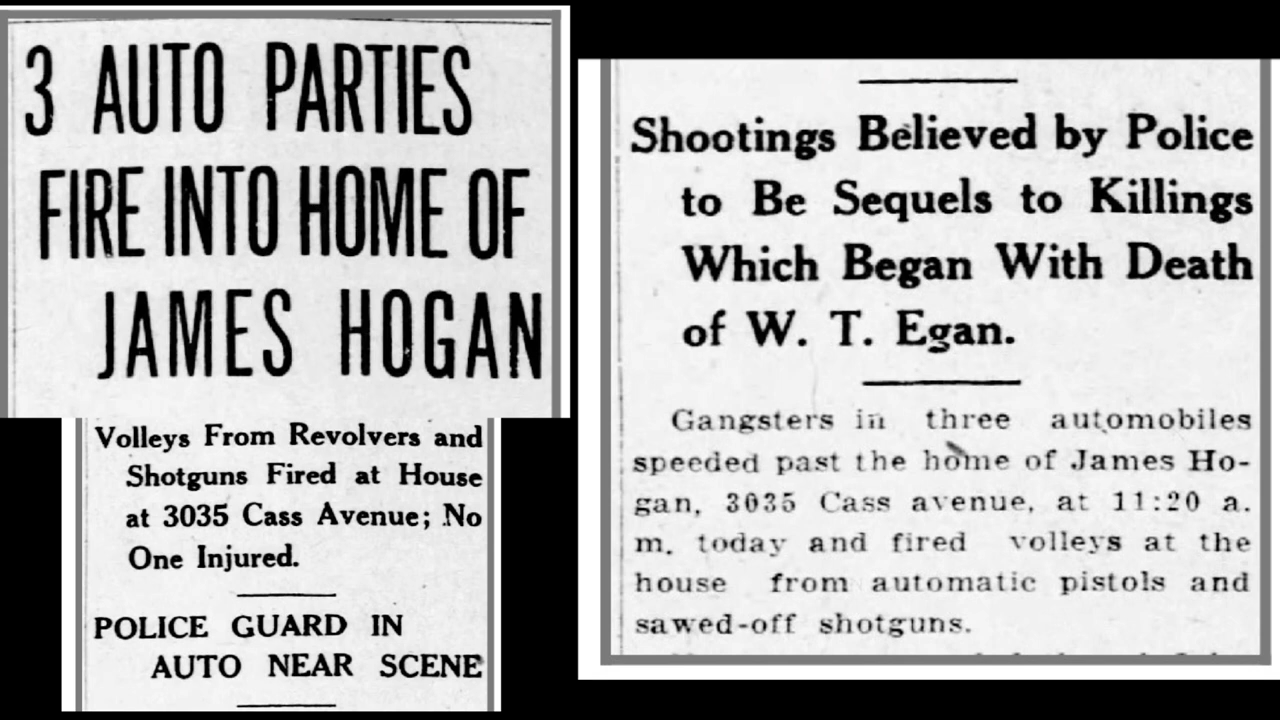 3 AUTO PARTIES
FIRE INTO HOME OF
JAMES HOGAN
Volleys From Revolvers and
Shotguns Fired at House
at 3035 Cass Avenue; No
One Injured.
POLICE GUARD IN
AUTO NEAR SCENE
Shootings Believed by Police
to Be Sequels to Killings
Which Began With Death
of W. T. Egan.
Gangsters in three automobiles
speeded past the home of James Ho-
gan, 3035 Cass avenue, at 11:20 a.
m. today and fired volleys at the
house from automatic pistols and
sawed-off shotguns.